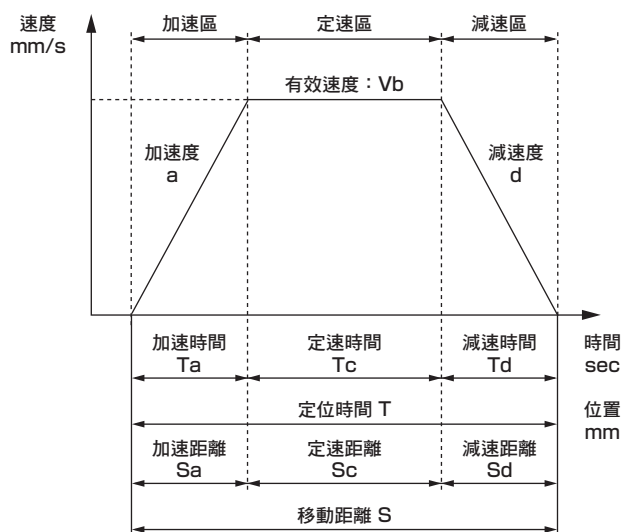 速度
mm/s
加速區
定速區
減速區
有效速度：Vb
加速度
a
減速度
d
加速時間
Ta
定速時間
Tc
減速時間
Td
時間
sec
定位時間 T
位置
mm
加速距離
Sa
定速距離
Sc
減速距離
Sd
移動距離 S